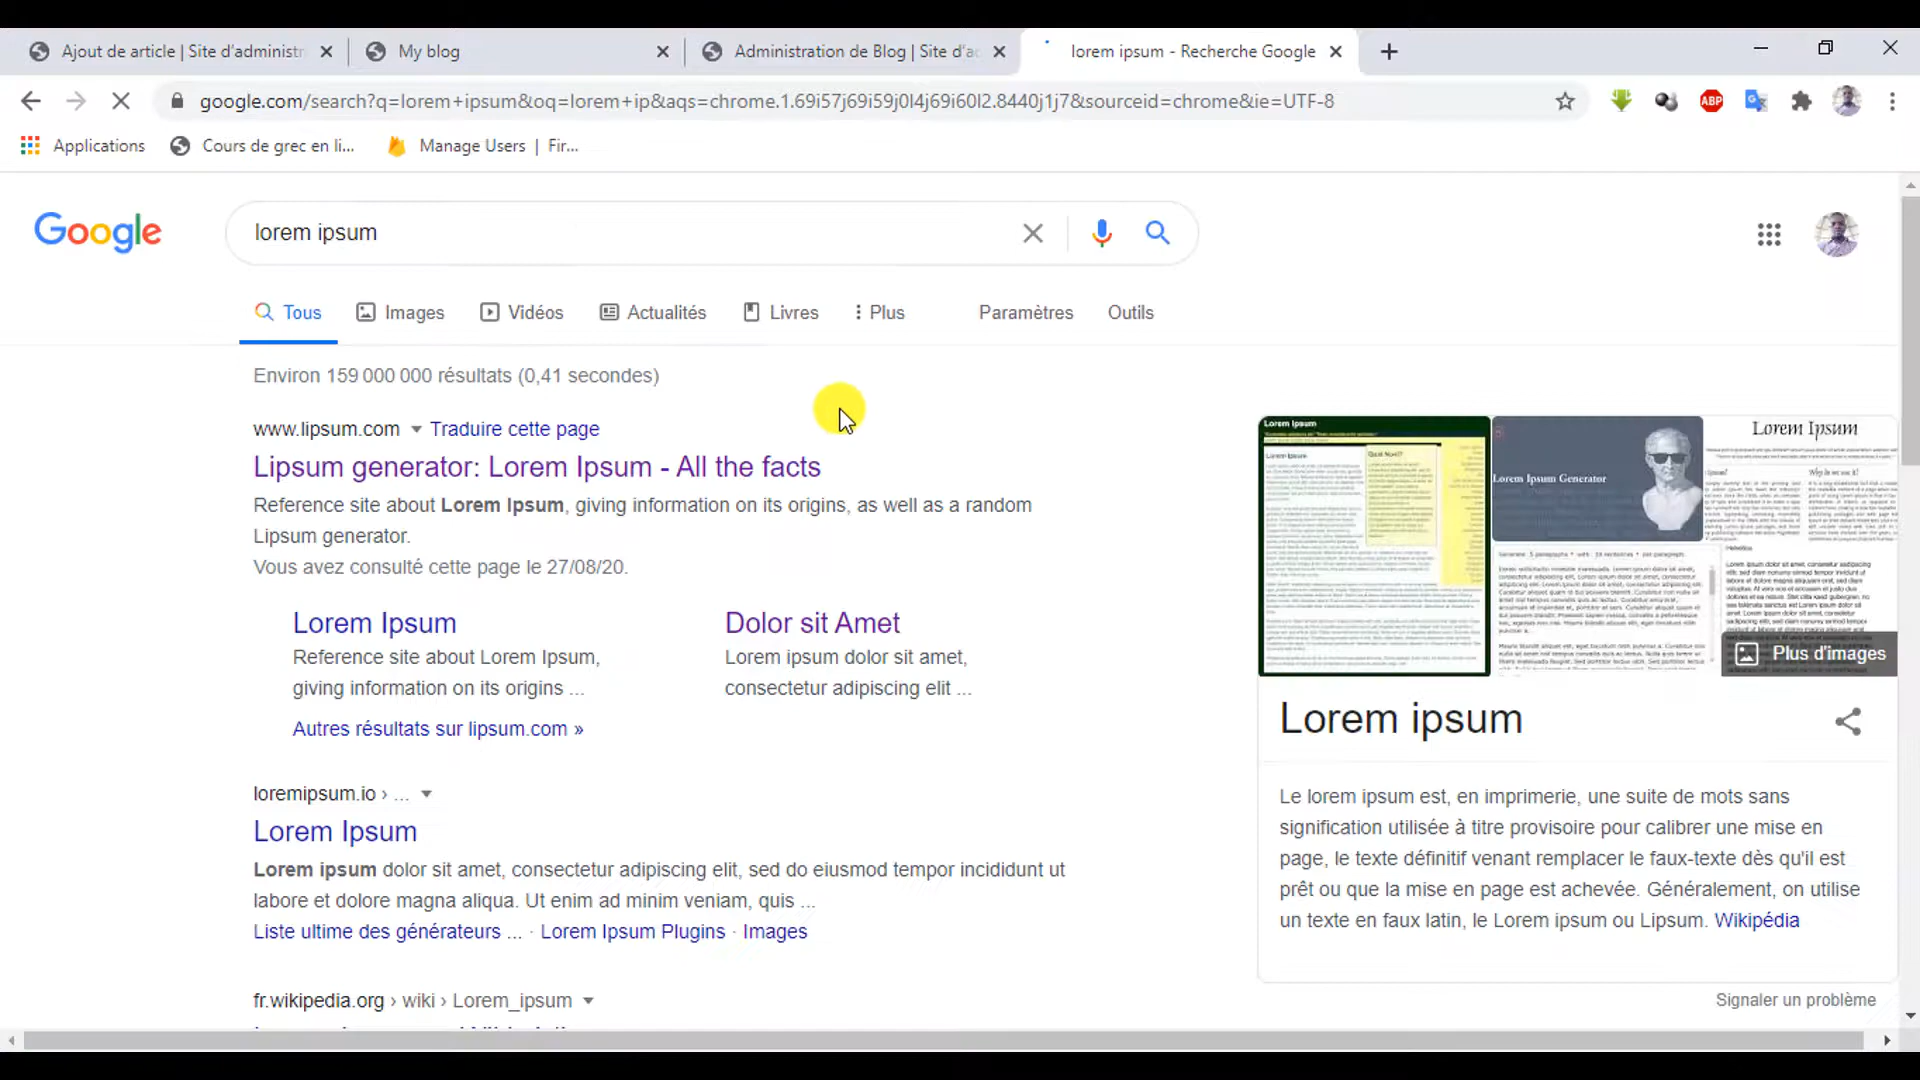 Ajout de article | Site d'administr
My blog
Administration de Blog | Site d'ac
lorem ipsum - Recherche Google
google.com/search?q=lorem+ipsum&oq=lorem+ip&aqs=chrome.1.69i57j69i59j0l4j69i60l2.8440j1j7&sourceid=chrome&ie=UTF-8
ABP
Applications
Cours de grec en li...
Manage Users | Fir...
Google
lorem ipsum
Tous
Images
Vidéos
Actualités
Livres
Plus
Paramètres
Outils
Environ 159 000 000 résultats (0,41 secondes)
www.lipsum.com Traduire cette page
Lipsum generator: Lorem Ipsum - All the facts
Reference site about Lorem Ipsum, giving information on its origins, as well as a random
Lipsum generator.
Vous avez consulté cette page le 27/08/20.
Lorem Ipsum
Reference site about Lorem Ipsum,
giving information on its origins ...
Dolor sit Amet
Lorem ipsum dolor sit amet,
consectetur adipiscing elit ...
Autres résultats sur lipsum.com »
loremipsum.io › ...
Lorem Ipsum
Lorem ipsum dolor sit amet, consectetur adipiscing elit, sed do eiusmod tempor incididunt ut
labore et dolore magna aliqua. Ut enim ad minim veniam, quis ...
Liste ultime des générateurs ... · Lorem Ipsum Plugins · Images
fr.wikipedia.org › wiki › Lorem_ipsum
Lorem Ipsum
Lorem Ipsum Generator
Lorem Ipsum
Plus d'images
Lorem ipsum
Le lorem ipsum est, en imprimerie, une suite de mots sans
signification utilisée à titre provisoire pour calibrer une mise en
page, le texte définitif venant remplacer le faux-texte dès qu'il est
prêt ou que la mise en page est achevée. Généralement, on utilise
un texte en faux latin, le Lorem ipsum ou Lipsum. Wikipédia
Signaler un problème